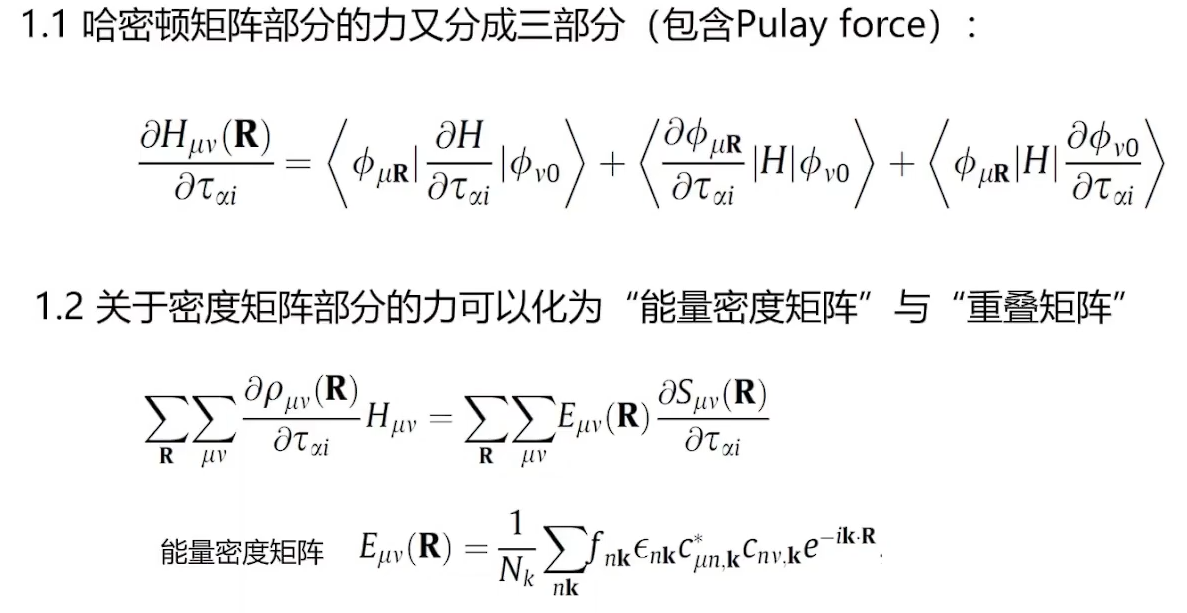 1.1 哈密顿矩阵部分的力又分成三部分（包含Pulay force）:
$$\frac{\partial H_{\mu\nu}(\mathbf{R})}{\partial \tau_{\alpha i}} = \left\langle \phi_{\mu\mathbf{R}} | \frac{\partial H}{\partial \tau_{\alpha i}} | \phi_{\nu 0} \right\rangle + \left\langle \frac{\partial \phi_{\mu\mathbf{R}}}{\partial \tau_{\alpha i}} | H | \phi_{\nu 0} \right\rangle + \left\langle \phi_{\mu\mathbf{R}} | H | \frac{\partial \phi_{\nu 0}}{\partial \tau_{\alpha i}} \right\rangle$$
1.2 关于密度矩阵部分的力可以化为“能量密度矩阵”与“重叠矩阵”
$$\sum_{\mathbf{R}} \sum_{\mu\nu} \frac{\partial \rho_{\mu\nu}(\mathbf{R})}{\partial \tau_{\alpha i}} H_{\mu\nu} = \sum_{\mathbf{R}} \sum_{\mu\nu} E_{\mu\nu}(\mathbf{R}) \frac{\partial S_{\mu\nu}(\mathbf{R})}{\partial \tau_{\alpha i}}$$
能量密度矩阵 $E_{\mu\nu}(\mathbf{R}) = \frac{1}{N_k} \sum_{n\mathbf{k}} f_{n\mathbf{k}} \epsilon_{n\mathbf{k}} c^*_{\mu n,\mathbf{k}} c_{n\nu,\mathbf{k}} e^{-i\mathbf{k}\cdot\mathbf{R}}$